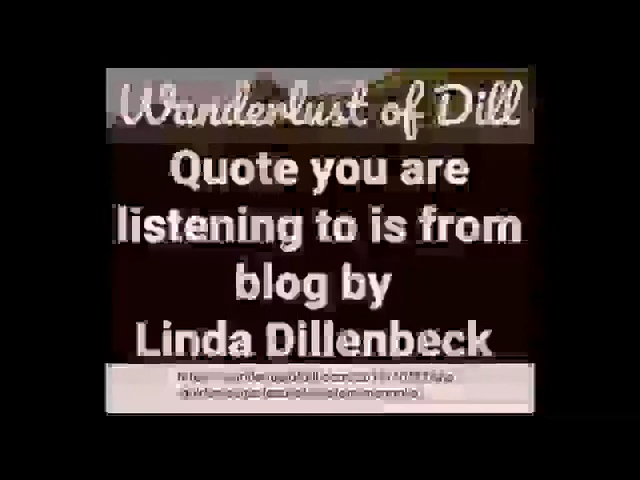 Wanderlust of Dill
Quote you are
listening to is from
blog by
Linda Dillenbeck